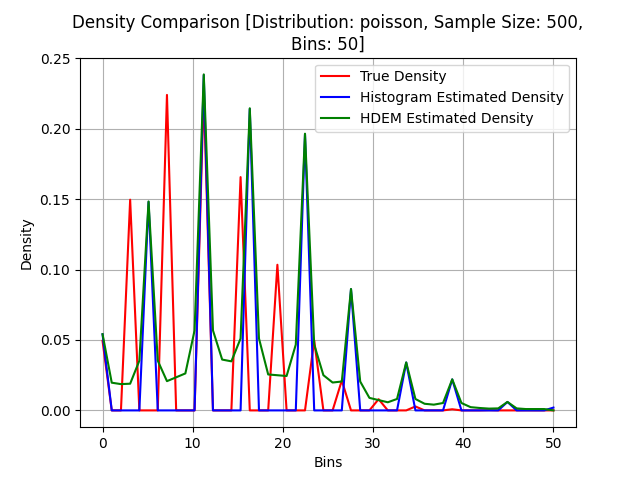 Density Comparison [Distribution: poisson, Sample Size: 500,
Bins: 50]
True Density
Histogram Estimated Density
HDEM Estimated Density
Density
0.25
0.20
0.15
0.10
0.05
0.00
0 10 20 30 40 50
Bins